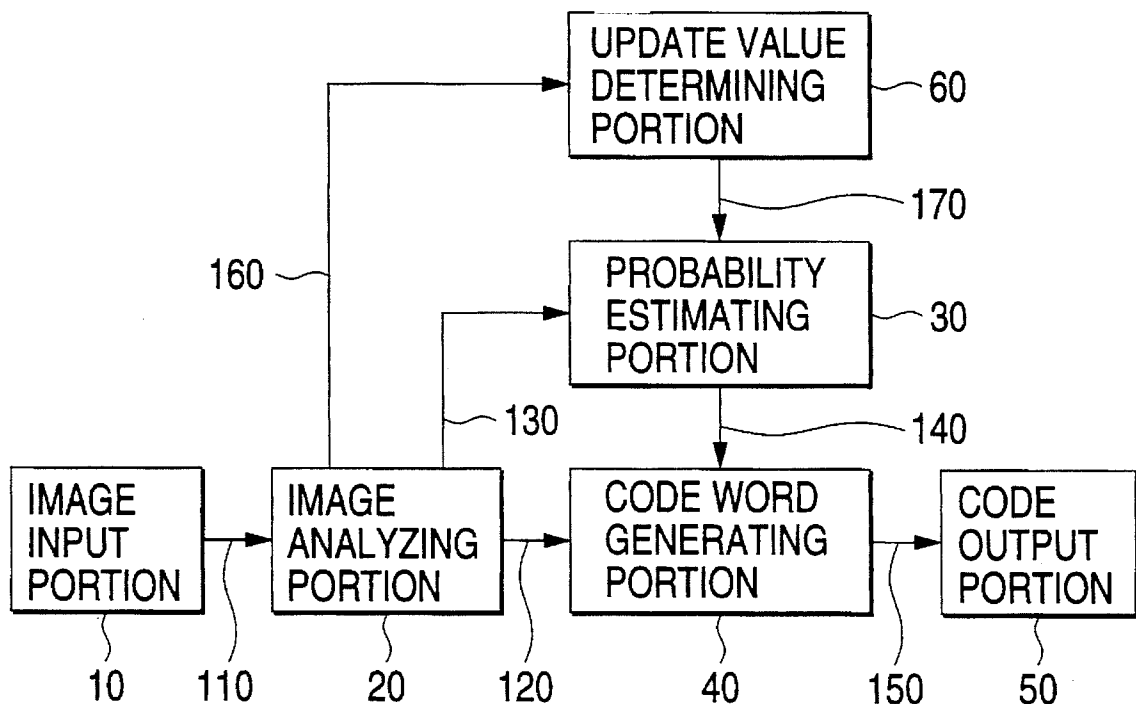 UPDATE VALUE
DETERMINING
PORTION
60
170
160
PROBABILITY
ESTIMATING
PORTION
30
130
140
IMAGE
INPUT
PORTION
IMAGE
ANALYZING
PORTION
CODE WORD
GENERATING
PORTION
CODE
OUTPUT
PORTION
10
110
20
120
40
150
50